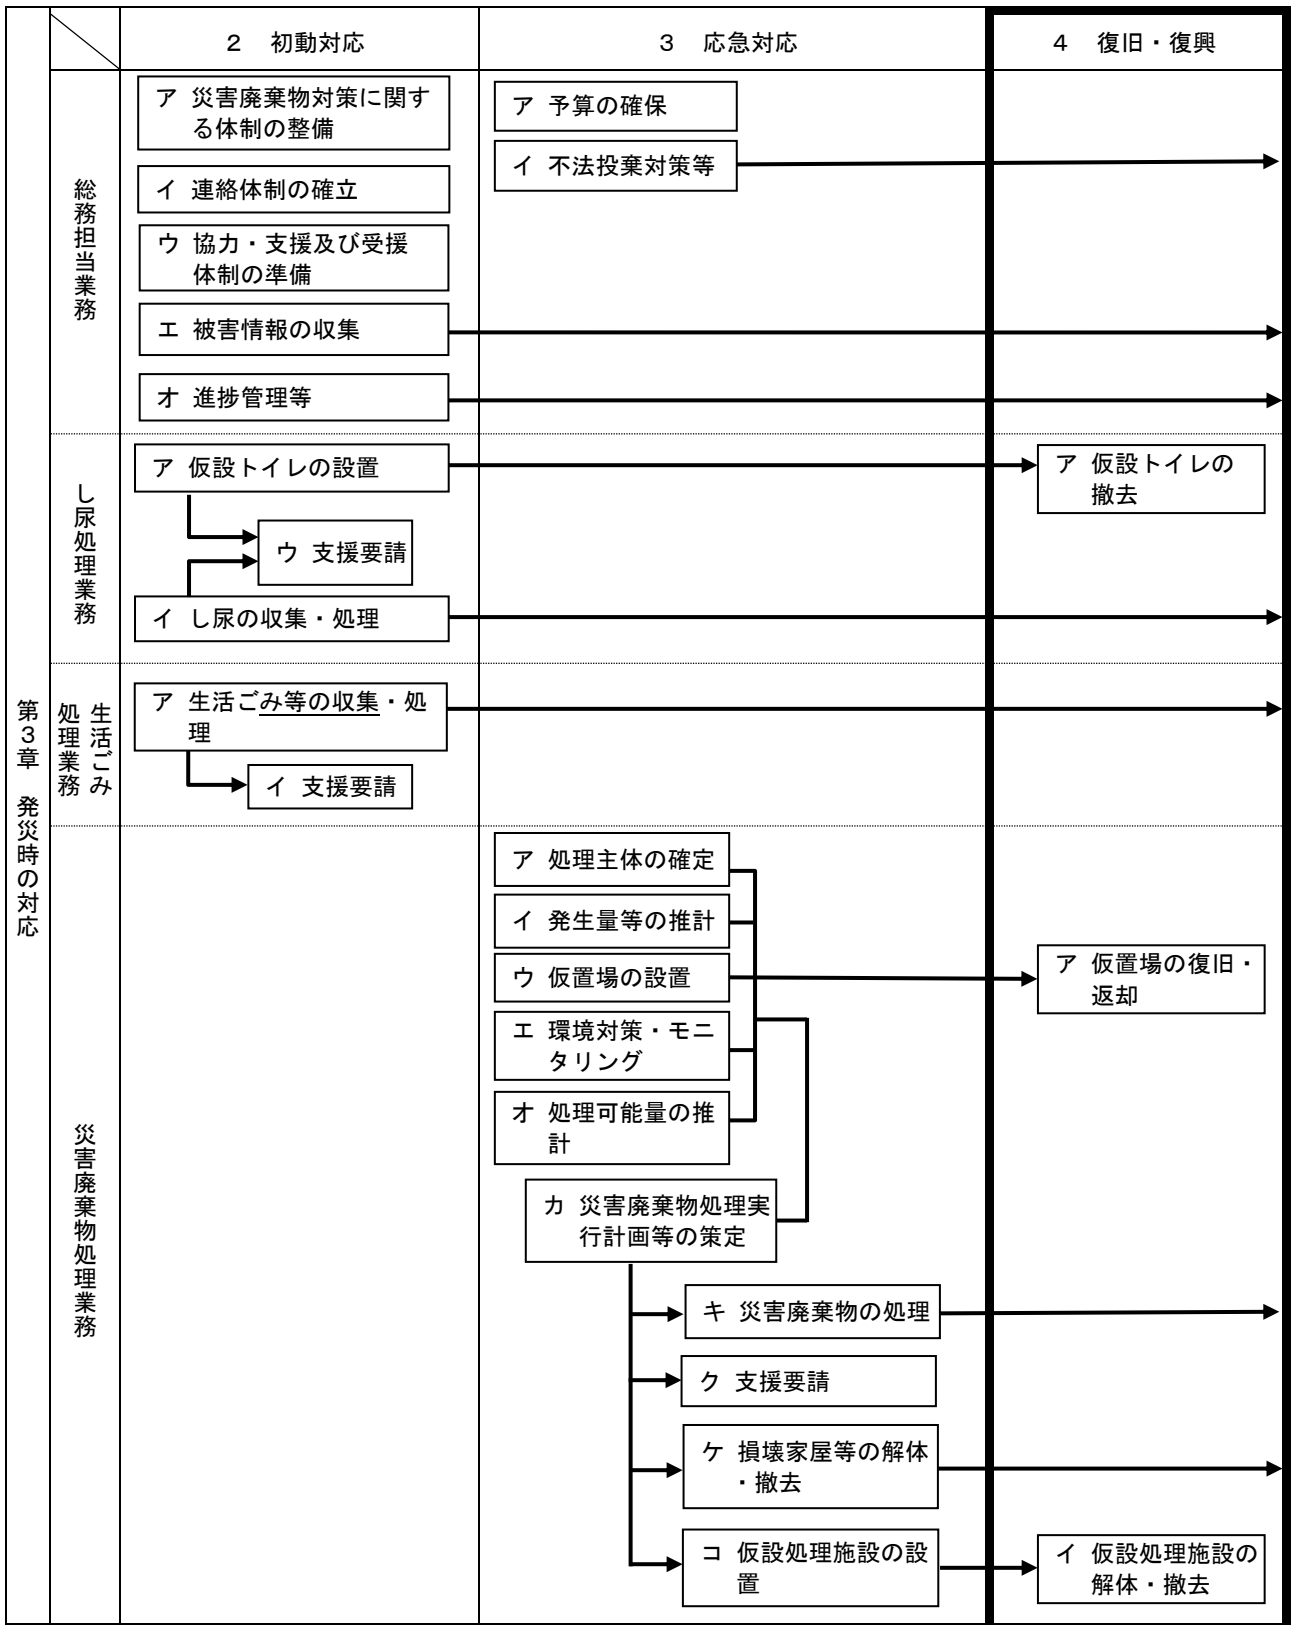 第３章　発災時の対応
２　初動対応
３　応急対応
４　復旧・復興
総務担当業務
ア 災害廃棄物対策に関す
る体制の整備
イ 連絡体制の確立
ウ 協力・支援及び受援
体制の準備
エ 被害情報の収集
オ 進捗管理等
ア 予算の確保
イ 不法投棄対策等
し尿処理業務
ア 仮設トイレの設置
ウ 支援要請
イ し尿の収集・処理
ア 仮設トイレの
撤去
生活ごみ
処理業務
ア 生活ごみ等の収集・処
理
イ 支援要請
災害廃棄物処理業務
ア 処理主体の確定
イ 発生量等の推計
ウ 仮置場の設置
エ 環境対策・モニ
タリング
オ 処理可能量の推
計
カ 災害廃棄物処理実
行計画等の策定
キ 災害廃棄物の処理
ク 支援要請
ケ 損壊家屋等の解体
・撤去
コ 仮設処理施設の設
置
ア 仮置場の復旧・
返却
イ 仮設処理施設の
解体・撤去